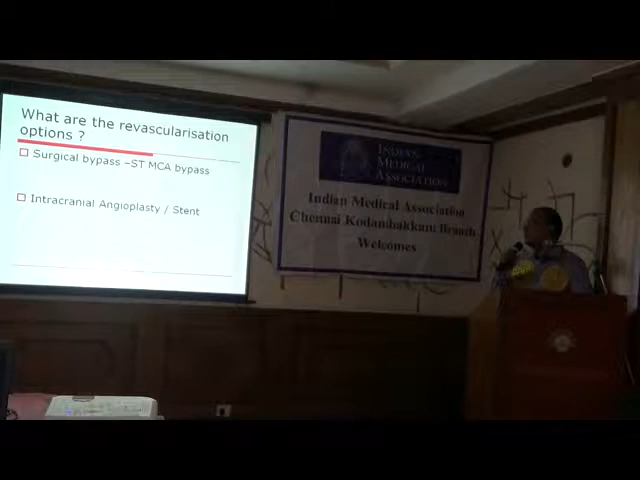 What are the revascularisation
options ?
Surgical bypass –ST MCA bypass
Intracranial Angioplasty / Stent
INDIAN
MEDICAL
ASSOCIATION
Indian Medical Association
Chennai Kodambakkam Branch
Welcomes